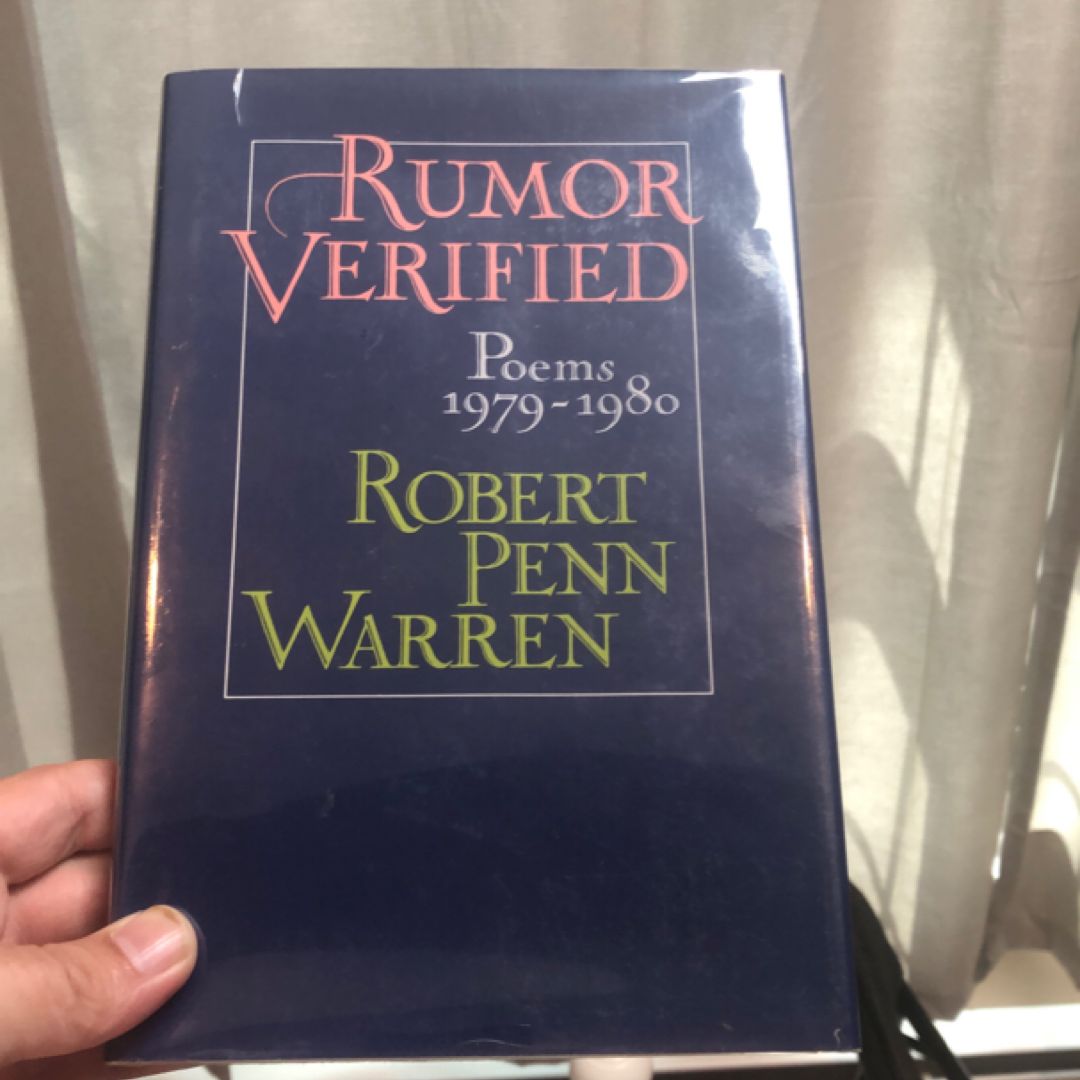 RUMOR
VERIFIED
Poems
1979-1980
ROBERT
PENN
WARREN